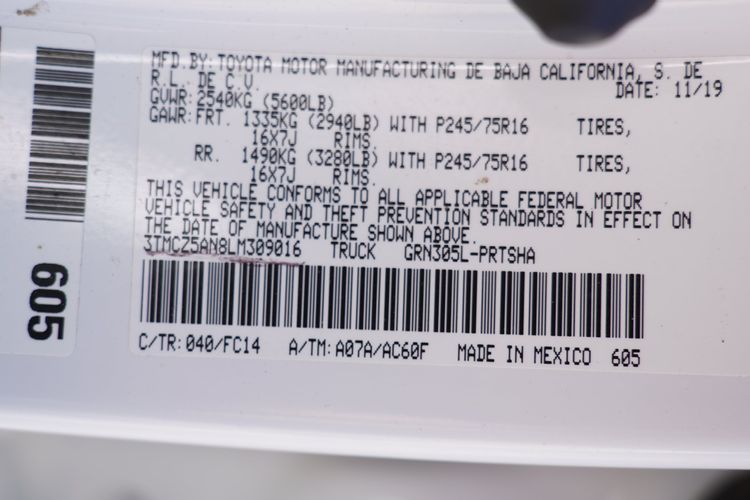 MFD.BY:TOYOTA MOTOR MANUFACTURING DE BAJA CALIFORNIA, S. DE
R.L. DE C.V. DATE: 11/19
GVWR:2540KG (5600LB)
GAWR:FRT. 1335KG (2940LB) WITH P245/75R16 TIRES,
16X7J RIMS.
RR. 1490KG (3280LB) WITH P245/75R16 TIRES,
16X7J RIMS.
THIS VEHICLE CONFORMS TO ALL APPLICABLE FEDERAL MOTOR
VEHICLE SAFETY AND THEFT PREVENTION STANDARDS IN EFFECT ON
THE DATE OF MANUFACTURE SHOWN ABOVE.
3TMCZ5AN8LM309016 TRUCK GRN305L-PRTSHA
C/TR:040/FC14 A/TM:A07A/AC60F MADE IN MEXICO 605
605